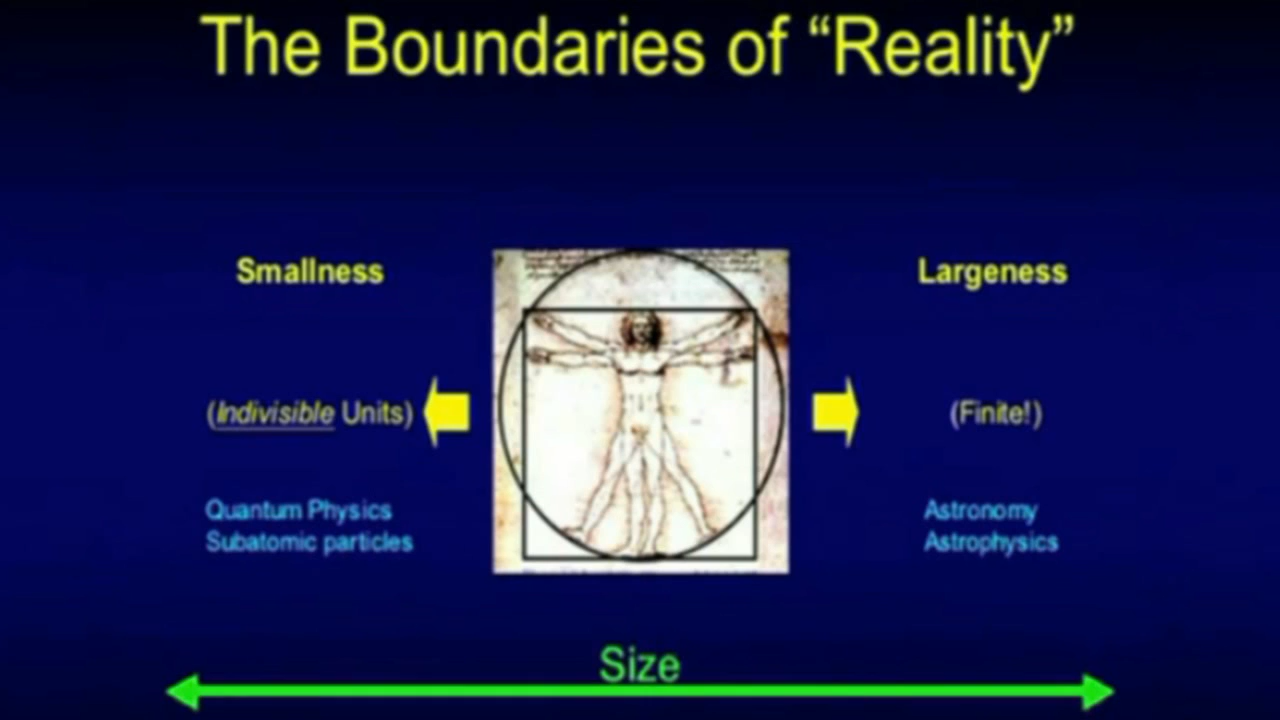 The Boundaries of “Reality”
Smallness
Largeness
(Indivisible Units)
(Finite!)
Quantum Physics
Subatomic particles
Astronomy
Astrophysics
Size